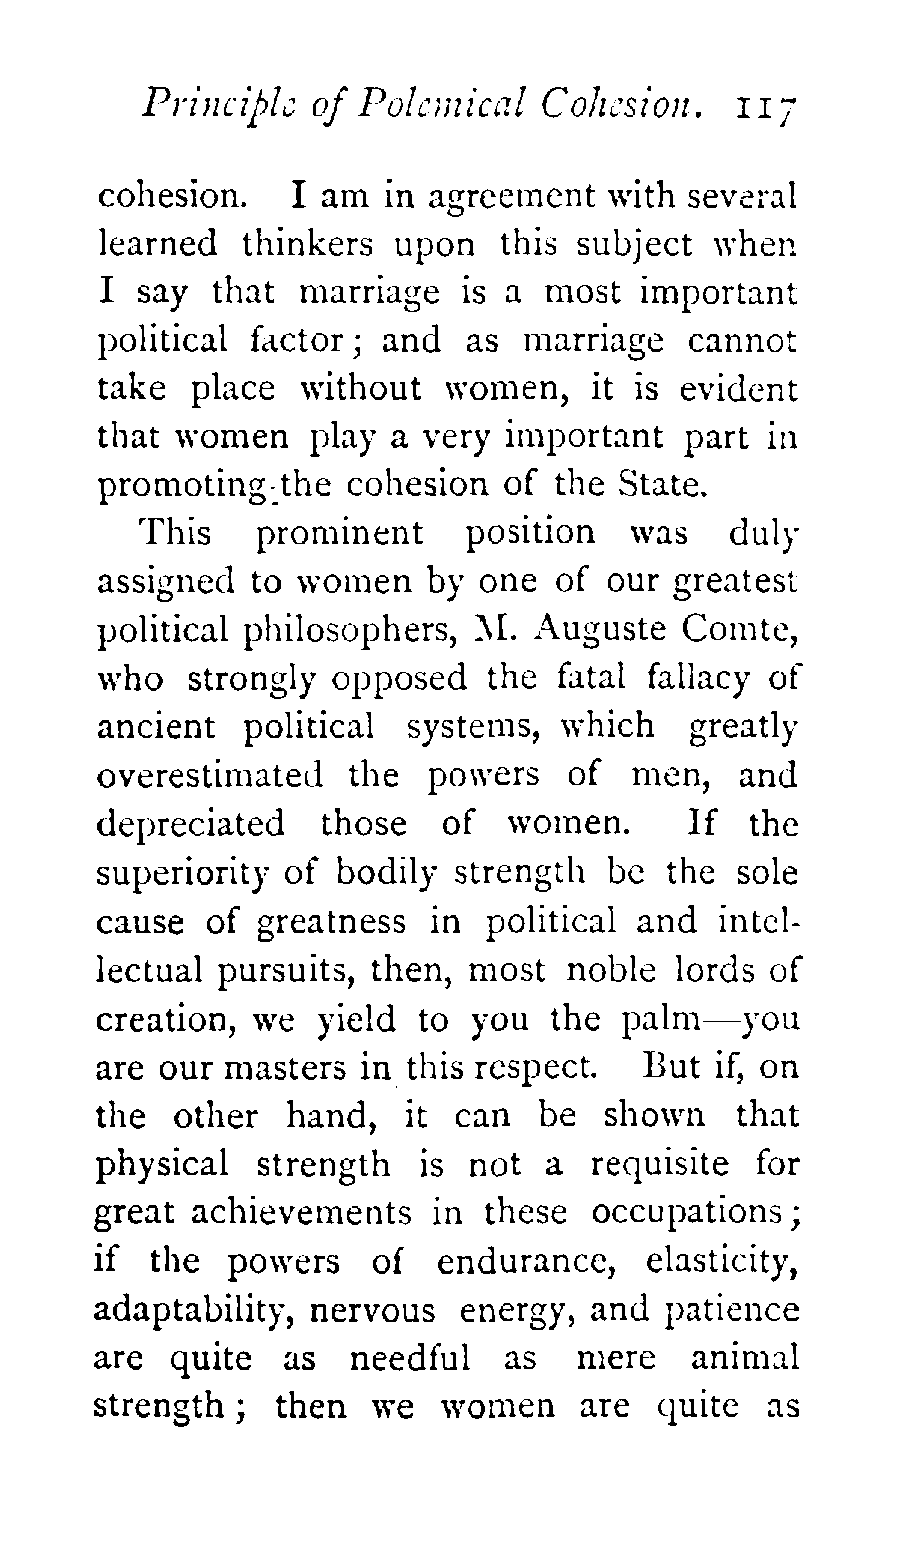 Principle of Polemical Cohesion. 117
cohesion. I am in agreement with several
learned thinkers upon this subject when
I say that marriage is a most important
political factor; and as marriage cannot
take place without women, it is evident
that women play a very important part in
promoting the cohesion of the State.
This prominent position was duly
assigned to women by one of our greatest
political philosophers, M. Auguste Comte,
who strongly opposed the fatal fallacy of
ancient political systems, which greatly
overestimated the powers of men, and
depreciated those of women. If the
superiority of bodily strength be the sole
cause of greatness in political and intel-
lectual pursuits, then, most noble lords of
creation, we yield to you the palm—you
are our masters in this respect. But if, on
the other hand, it can be shown that
physical strength is not a requisite for
great achievements in these occupations;
if the powers of endurance, elasticity,
adaptability, nervous energy, and patience
are quite as needful as mere animal
strength; then we women are quite as